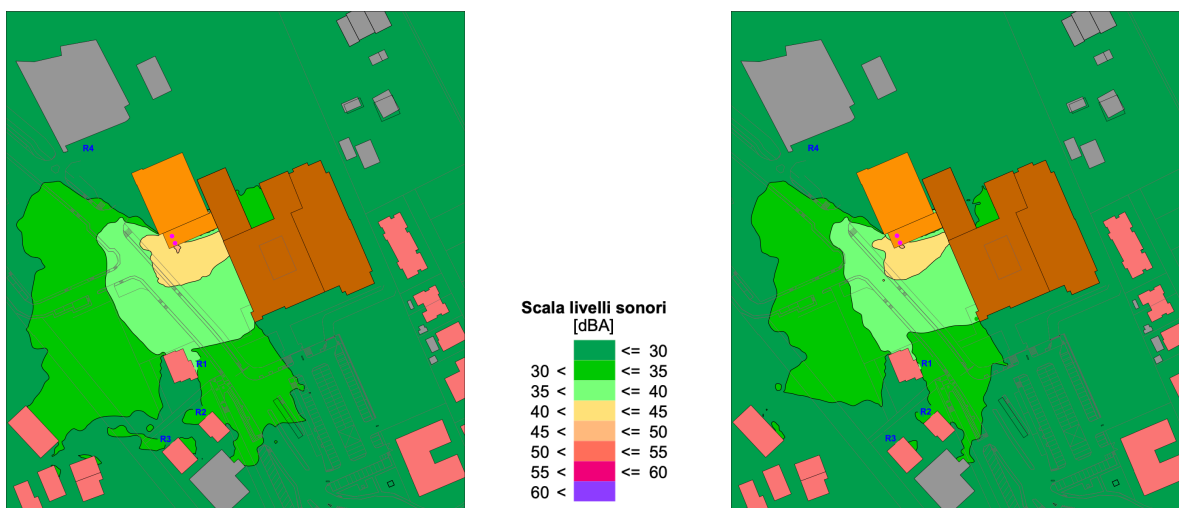 R4
R1
R2
R3
Scala livelli sonori
[dBA]
<= 30
30 < <= 35
35 < <= 40
40 < <= 45
45 < <= 50
50 < <= 55
55 < <= 60
60 <
R4
R1
R2
R3